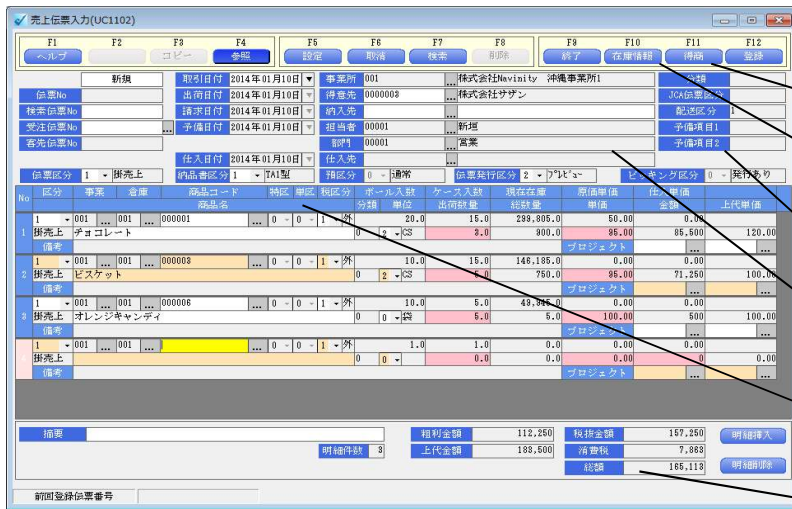 売上伝票入力(UC1102)
F1 F2 F3 F4 F5 F6 F7 F8 F9 F10 F11 F12
ヘルプ コピー 参照 設定 取消 検索 削除 終了 在庫情報 得商 登録
新規 取引日付 2014年01月10日 事業所 001 ... 株式会社Navinity 沖縄事業所1 分類
伝票No 出荷日付 2014年01月10日 得意先 0000003 ... 株式会社サザン JCA伝票区分
検索伝票No 請求日付 2014年01月10日 納入先 ... 配送区分 1
受注伝票No ... 予備日付 2014年01月10日 担当者 00001 ... 新垣 予備項目1
客先伝票No 部門 00001 ... 営業 予備項目2
仕入日付 2014年01月10日 仕入先 ...
伝票区分 1 掛売上 納品書区分 1 TA1型 預区分 0 通常 伝票発行区分 2 プレビュー ピッキング区分 0 発行あり
No 区分 事業 倉庫 商品コード 特区 単区 税区分 ボール入数 ケース入数 現在在庫 原価単価 仕入単価
商品名 分類 単位 出荷数量 総数量 単価 金額 上代単価
1 001 ... 001 ... 000001 ... 0 0 1 外 20.0 15.0 299,805.0 50.00 0.00
1 掛売上 チョコレート 0 2 CS 3.0 900.0 95.00 85,500 120.00
備考 プロジェクト ... ...
1 001 ... 001 ... 000003 ... 0 0 1 外 10.0 15.0 146,185.0 0.00 0.00
2 掛売上 ビスケット 0 2 CS 5.0 750.0 95.00 71,250 100.00
備考 プロジェクト ... ...
1 001 ... 001 ... 000006 ... 0 0 1 外 10.0 5.0 0.00 0.00
3 掛売上 オレンジキャンディ 0 0 袋 5.0 5.0 100.00 500 100.00
備考 プロジェクト ... ...
1 001 ... 001 ... ... 0 0 1 外 1.0 1.0 0.0 0.00 0.00
掛売上 0 0 0.0 0.0 0.00 0 0.00
備考 プロジェクト ... ...
摘要 粗利金額 112,250 税抜金額 157,250 明細挿入
明細件数 3 上代金額 183,500 消費税 7,863
総額 165,113 明細削除
前回登録伝票番号